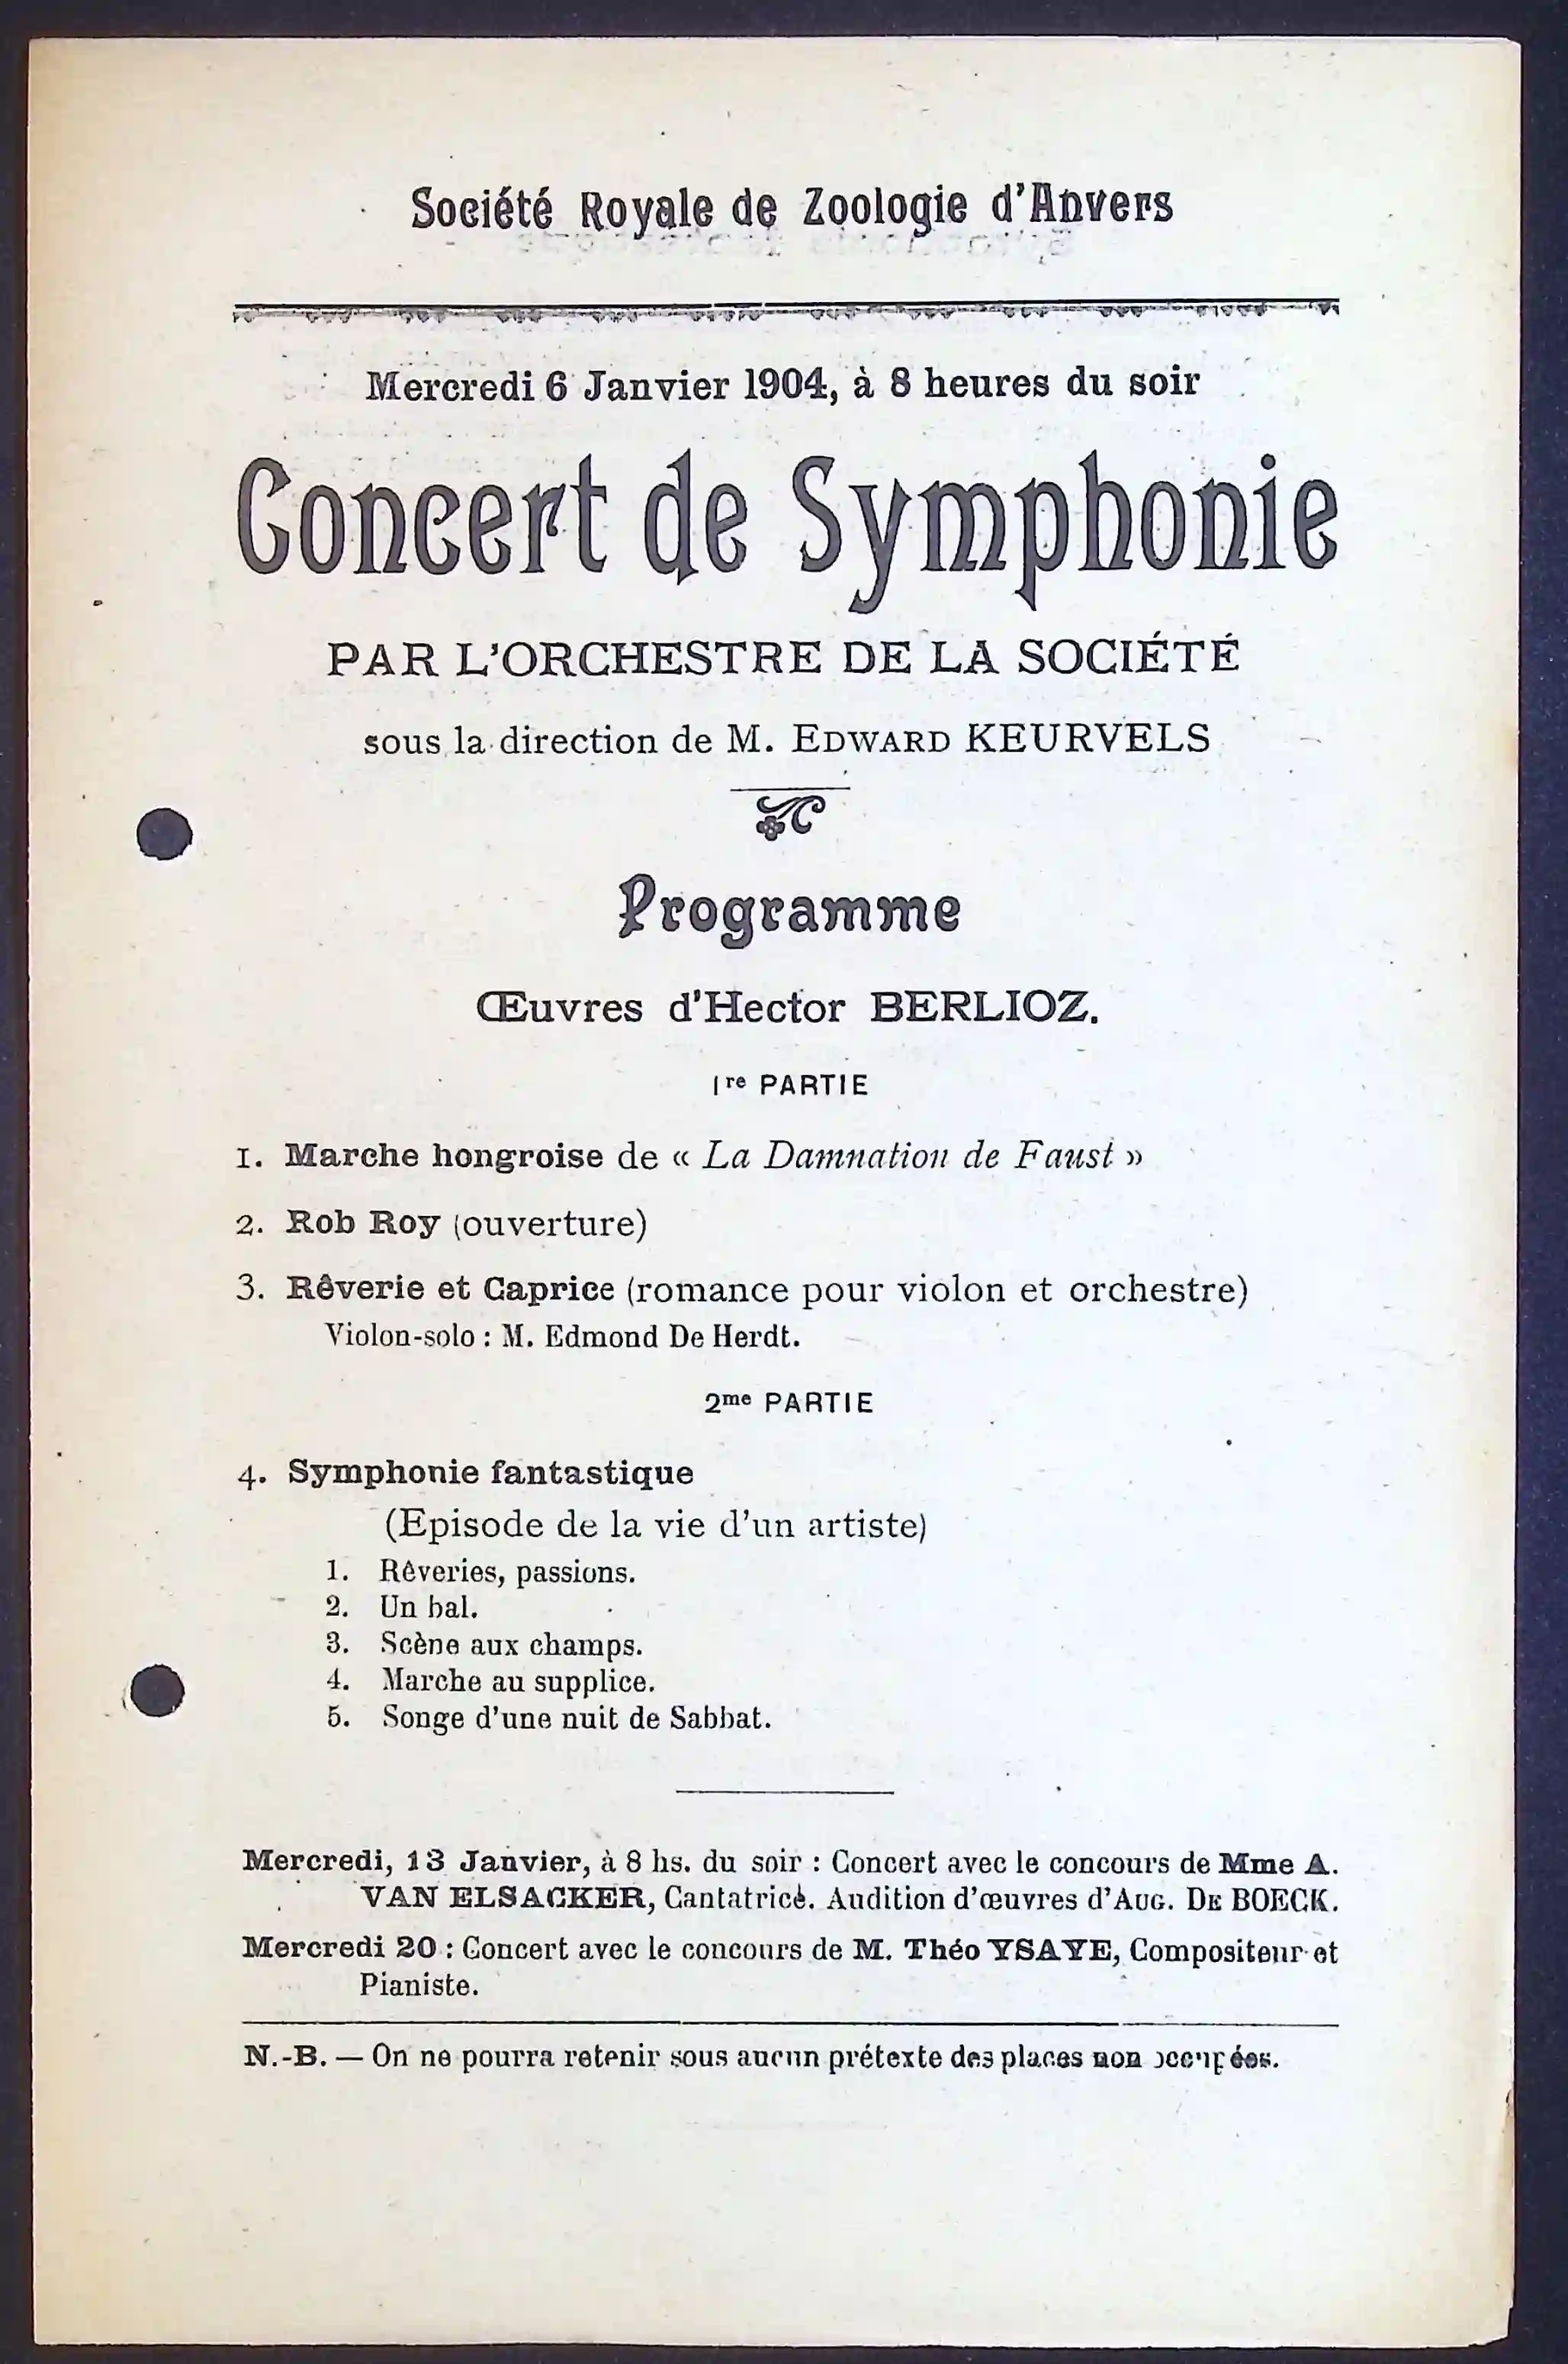 Société Royale de Zoologie d'Anvers
Mercredi 6 Janvier 1904, à 8 heures du soir
Concert de Symphonie
PAR L'ORCHESTRE DE LA SOCIÉTÉ
sous la direction de M. EDWARD KEURVELS
Programme
Œuvres d'Hector BERLIOZ.
1re PARTIE
1. Marche hongroise de « La Damnation de Faust »
2. Rob Roy (ouverture)
3. Rêverie et Caprice (romance pour violon et orchestre)
Violon-solo : M. Edmond De Herdt.
2me PARTIE
4. Symphonie fantastique
(Episode de la vie d'un artiste)
1. Rêveries, passions.
2. Un bal.
3. Scène aux champs.
4. Marche au supplice.
5. Songe d'une nuit de Sabbat.
Mercredi, 13 Janvier, à 8 hs. du soir : Concert avec le concours de Mme A.
VAN ELSACKER, Cantatrice. Audition d'œuvres d'AUG. DE BOECK.
Mercredi 20 : Concert avec le concours de M. Théo YSAYE, Compositeur et
Pianiste.
N.-B. — On ne pourra retenir sous aucun prétexte des places non occupées.